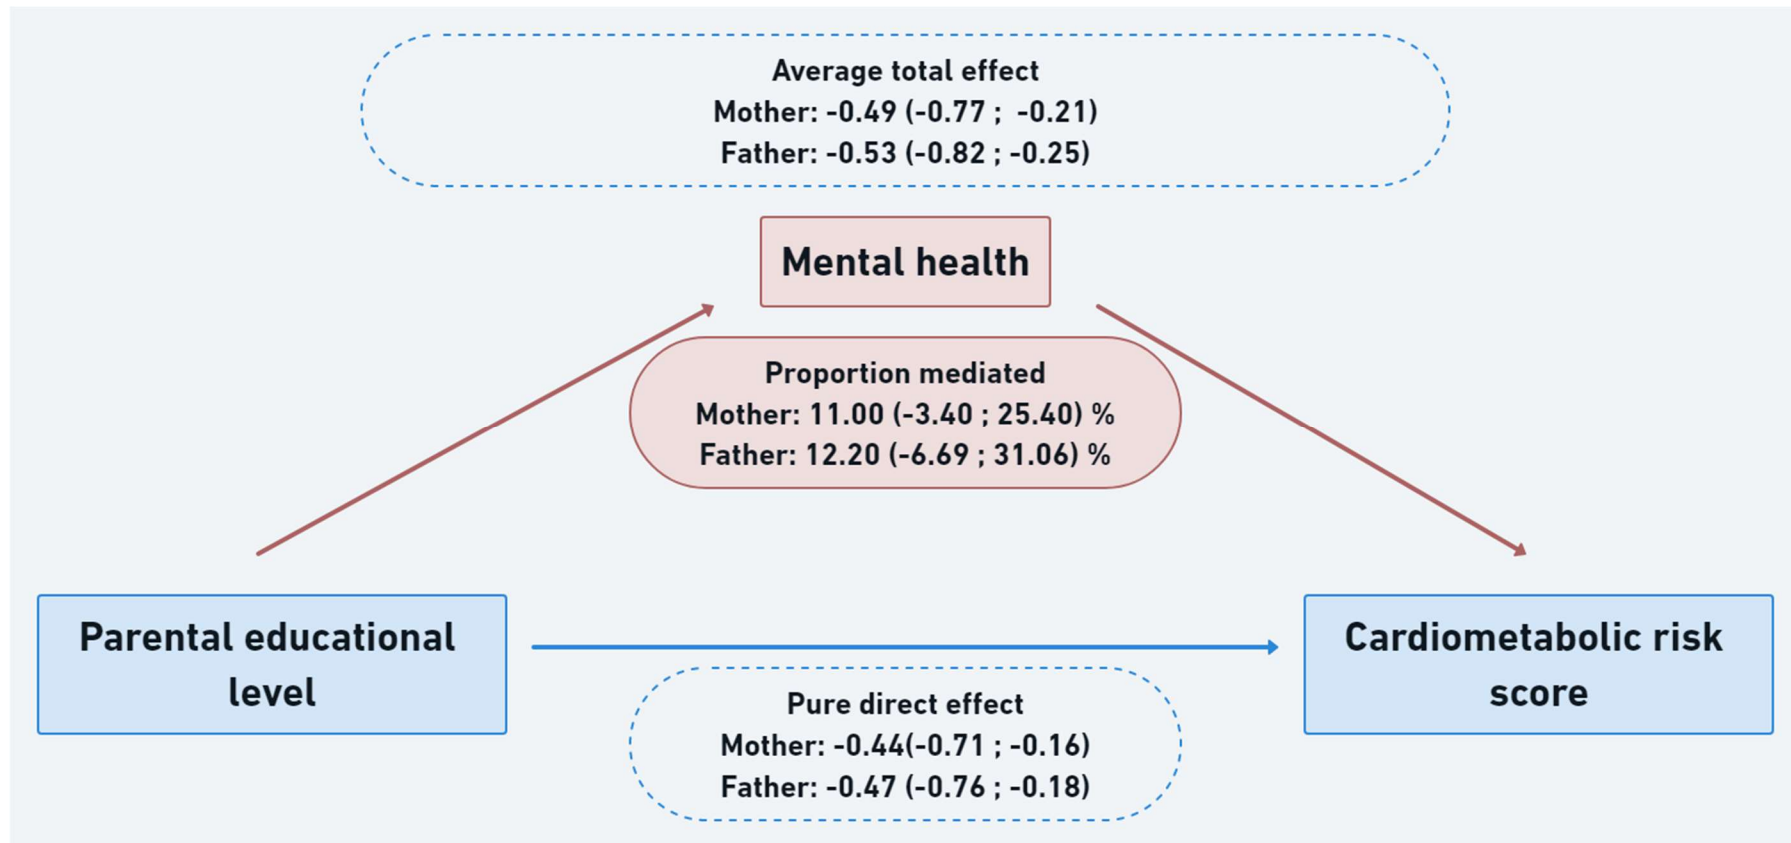 Average total effect
Mother: -0.49 (-0.77 ;  -0.21)
Father: -0.53 (-0.82 ; -0.25)
Mental health
Proportion mediated
Mother: 11.00 (-3.40 ; 25.40) %
Father: 12.20 (-6.69 ; 31.06) %
Parental educational
level
Cardiometabolic risk
score
Pure direct effect
Mother: -0.44(-0.71 ; -0.16)
Father: -0.47 (-0.76 ; -0.18)